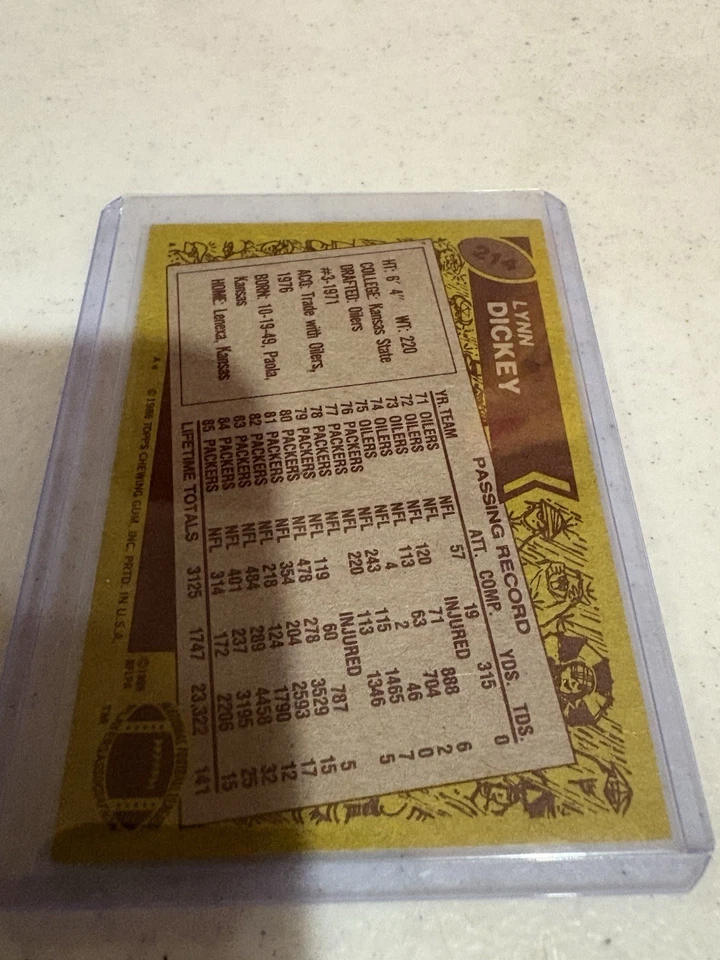 214
LYNN
DICKEY
HT: 6' 4" WT: 220
COLLEGE: Kansas State
DRAFTED: Oilers
#3-1971
ACQ: Trade with Oilers,
1976
BORN: 10-19-49, Paola,
Kansas
HOME: Lenexa, Kansas
PASSING RECORD
YR. TEAM ATT. COMP. YDS. TDS.
71 OILERS NFL 57 19 315 0
72 OILERS NFL INJURED
73 OILERS NFL 120 71 888 6
74 OILERS NFL 113 63 704 2
75 OILERS NFL 4 2 46 0
76 PACKERS NFL 243 115 1465 7
77 PACKERS NFL 220 113 1346 5
78 PACKERS NFL INJURED
79 PACKERS NFL 119 60 787 5
80 PACKERS NFL 478 278 3529 15
81 PACKERS NFL 354 204 2593 17
82 PACKERS NFL 218 124 1790 12
83 PACKERS NFL 484 289 4458 32
84 PACKERS NFL 401 237 3195 25
85 PACKERS NFL 314 172 2206 15
LIFETIME TOTALS 3125 1747 23,322 141
A* © 1986 TOPPS CHEWING GUM, INC. PRTD. IN U.S.A.
© 1986
TM